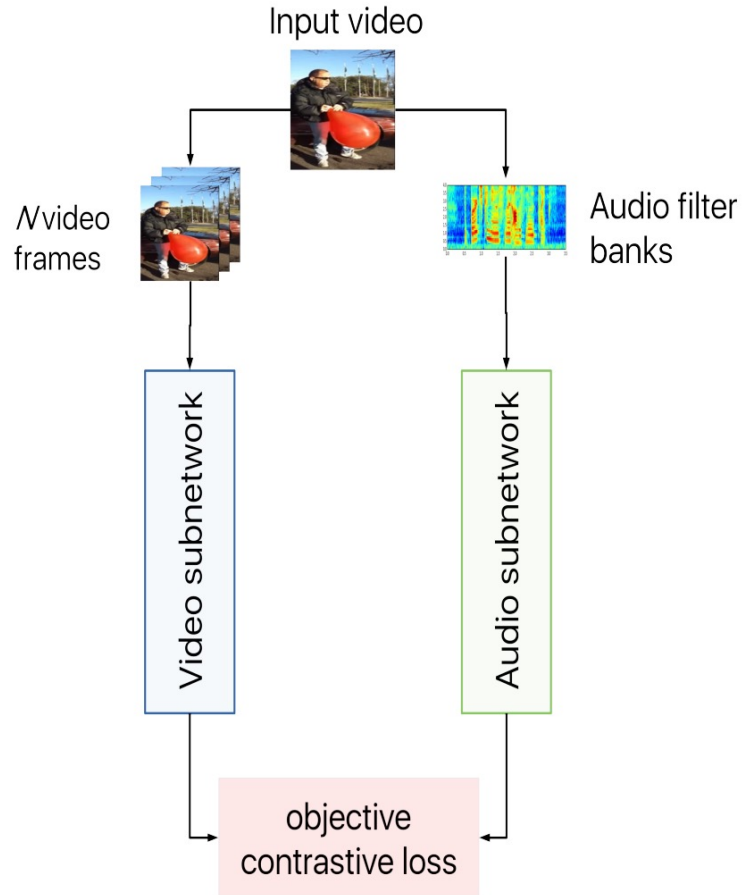 Input video
N video
frames
Audio filter
banks
Video subnetwork
Audio subnetwork
objective
contrastive loss